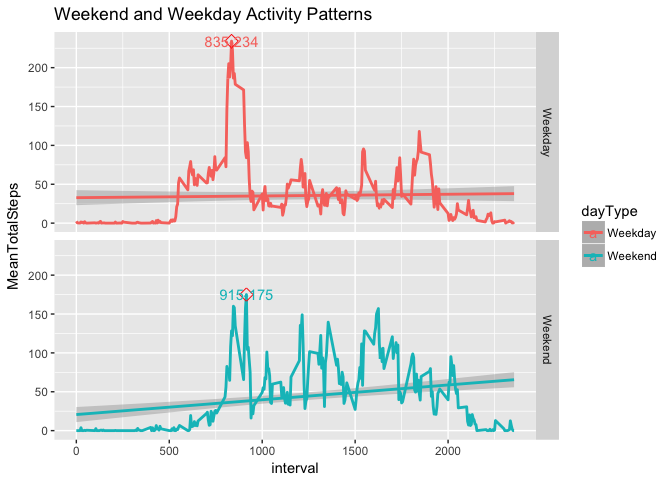 Weekend and Weekday Activity Patterns
MeanTotalSteps
200
150
100
50
0
835,234
Weekday
200
150
100
50
0
915,175
Weekend
0
500
1000
1500
2000
interval
dayType
Weekday
Weekend